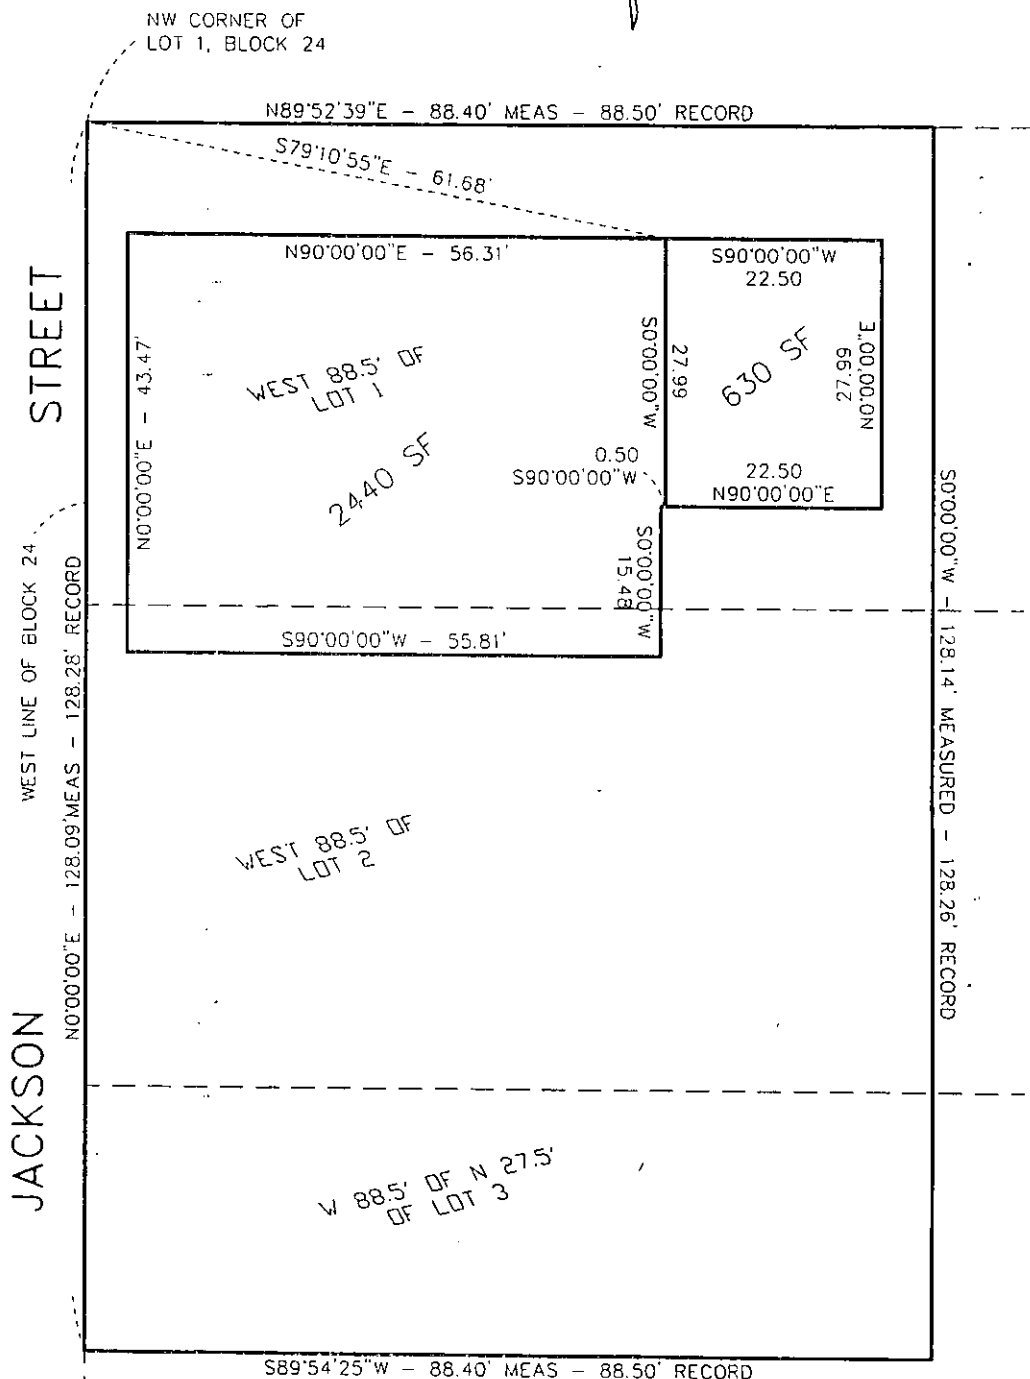 NW CORNER OF
LOT 1, BLOCK 24
N89°52'39"E - 88.40' MEAS - 88.50' RECORD
S79°10'55"E - 61.68'
N90°00'00"E - 56.31'
S90°00'00"W
22.50
STREET
N0°00'00"E - 43.47'
WEST 88.5' OF
LOT 1
2440 SF
S0°00'00"W
27.99
630 SF
N0°00'00"E
27.99
0.50
S90°00'00"W
22.50
N90°00'00"E
S0°00'00"W
15.48
S90°00'00"W - 55.81'
WEST LINE OF BLOCK 24
N0°00'00"E - 128.09'MEAS - 128.28' RECORD
S0°00'00"W - 128.14' MEASURED - 128.26' RECORD
WEST 88.5' OF
LOT 2
JACKSON
W 88.5' OF N 27.5'
OF LOT 3
S89°54'25"W - 88.40' MEAS - 88.50' RECORD